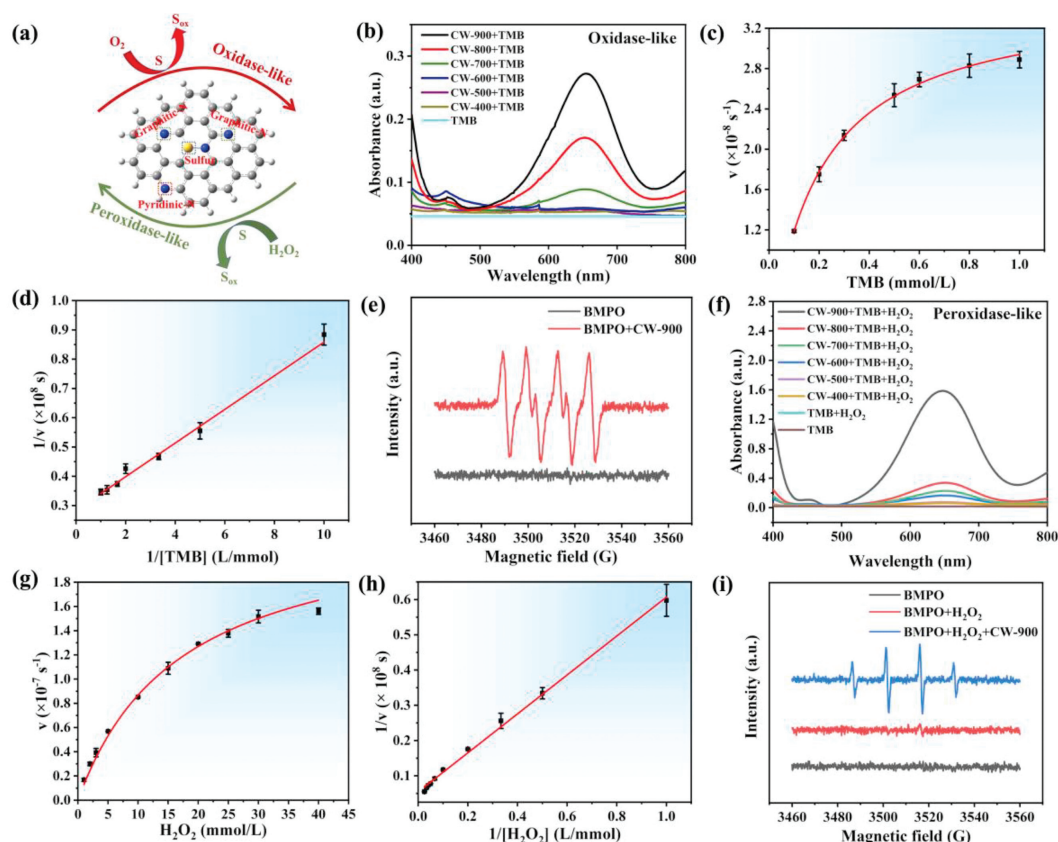 (a)
S_ox
O₂
S
Oxidase-like
Graphitic-N
Graphitic-N
Sulfur
Pyridinic-N
Peroxidase-like
S
H₂O₂
S_ox
(b)
CW-900+TMB
CW-800+TMB
CW-700+TMB
CW-600+TMB
CW-500+TMB
CW-400+TMB
TMB
Oxidase-like
0.3
0.2
0.1
0.0
Absorbance (a.u.)
400 500 600 700 800
Wavelength (nm)
(c)
3.2
2.8
2.4
2.0
1.6
1.2
v (×10⁻⁸ s⁻¹)
0.0 0.2 0.4 0.6 0.8 1.0
TMB (mmol/L)
(d)
1.0
0.9
0.8
0.7
0.6
0.5
0.4
0.3
1/v (×10⁸ s)
2 4 6 8 10
1/[TMB] (L/mmol)
(e)
BMPO
BMPO+CW-900
Intensity (a.u.)
3460 3480 3500 3520 3540 3560
Magnetic field (G)
(f)
CW-900+TMB+H₂O₂
CW-800+TMB+H₂O₂
CW-700+TMB+H₂O₂
CW-600+TMB+H₂O₂
CW-500+TMB+H₂O₂
CW-400+TMB+H₂O₂
TMB+H₂O₂
TMB
Peroxidase-like
2.8
2.4
2.0
1.6
1.2
0.8
0.4
0.0
Absorbance (a.u.)
400 500 600 700 800
Wavelength (nm)
(g)
1.8
1.6
1.4
1.2
1.0
0.8
0.6
0.4
0.2
0.0
v (×10⁻⁷ s⁻¹)
0 5 10 15 20 25 30 35 40 45
H₂O₂ (mmol/L)
(h)
0.6
0.5
0.3
0.2
0.1
1/v (× 10⁸ s)
0.0 0.2 0.4 0.6 0.8 1.0
1/[H₂O₂] (L/mmol)
(i)
BMPO
BMPO+H₂O₂
BMPO+H₂O₂+CW-900
Intensity (a.u.)
3460 3480 3500 3520 3540 3560
Magnetic field (G)